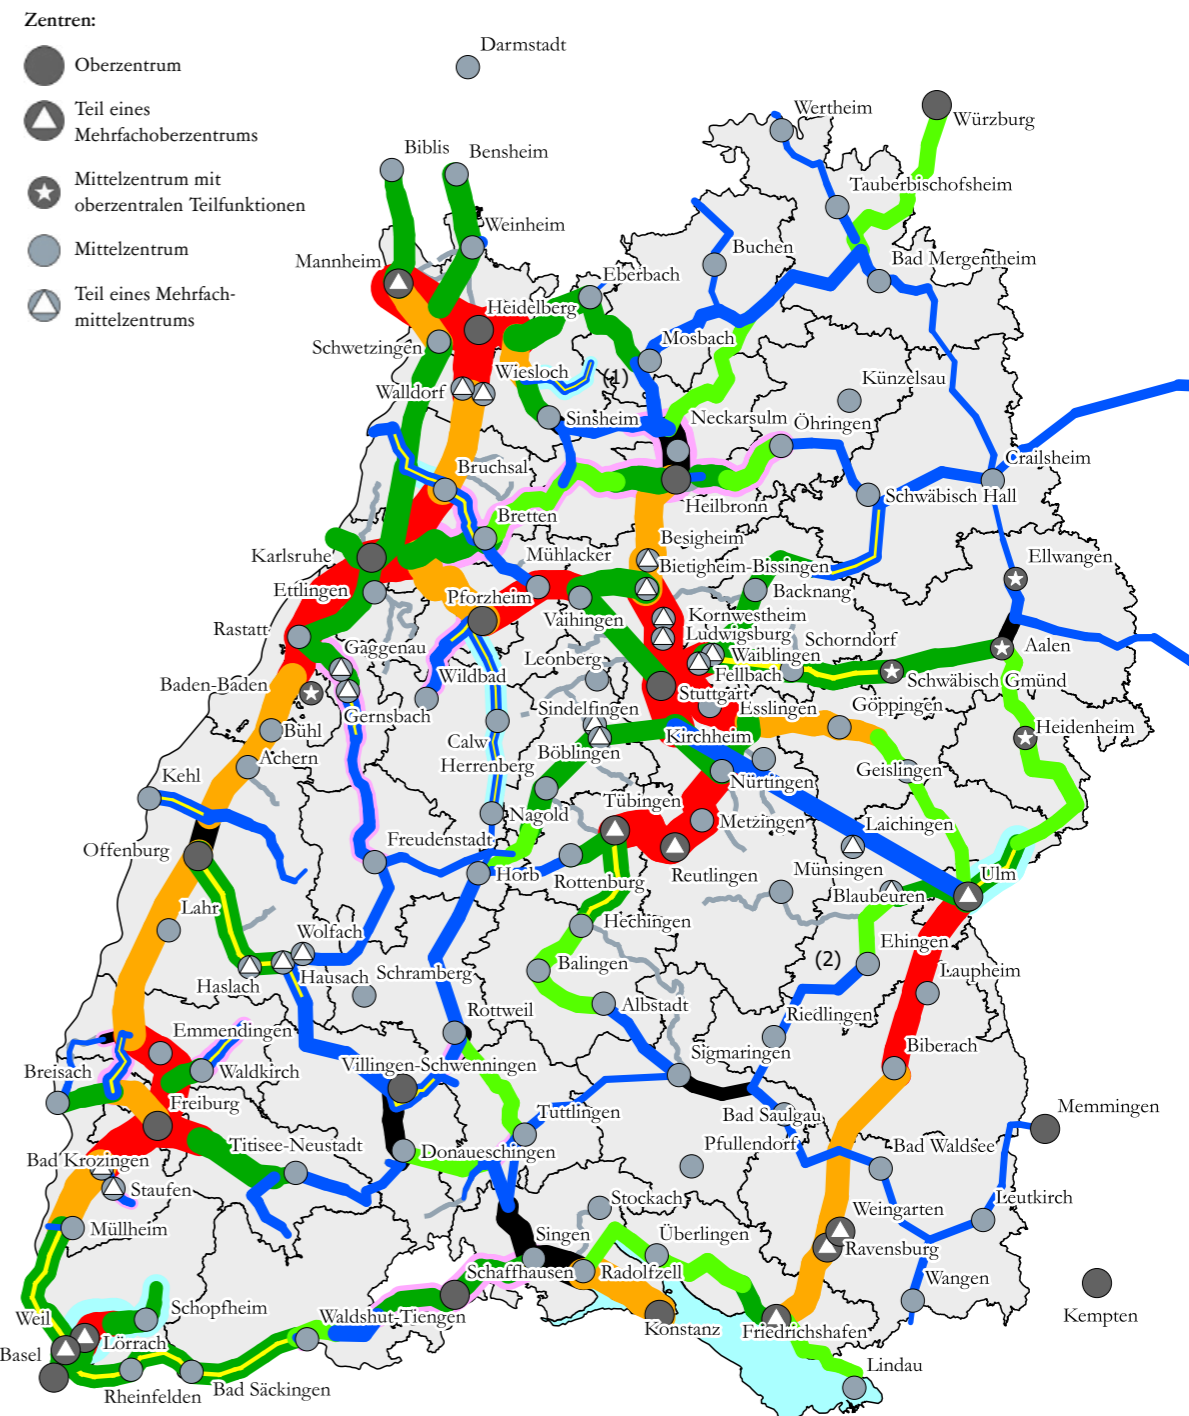 Zentren:
Oberzentrum
Teil eines
Mehrfachoberzentrums
Mittelzentrum mit
oberzentralen Teilfunktionen
Mittelzentrum
Teil eines Mehrfach-
mittelzentrums
Darmstadt
Wertheim
Würzburg
Biblis
Bensheim
Tauberbischofsheim
Weinheim
Buchen
Bad Mergentheim
Mannheim
Eberbach
Heidelberg
Mosbach
Schwetzingen
Wiesloch
(1)
Künzelsau
Walldorf
Sinsheim
Neckarsulm
Öhringen
Crailsheim
Bruchsal
Schwäbisch Hall
Heilbronn
Bretten
Besigheim
Karlsruhe
Mühlacker
Bietigheim-Bissingen
Ellwangen
Ettlingen
Pforzheim
Backnang
Vaihingen
Kornwestheim
Rastatt
Ludwigsburg
Schorndorf
Aalen
Gaggenau
Leonberg
Waiblingen
Wildbad
Fellbach
Schwäbisch Gmünd
Baden-Baden
Stuttgart
Gernsbach
Sindelfingen
Esslingen
Göppingen
Heidenheim
Bühl
Calw
Kirchheim
Böblingen
Achern
Herrenberg
Geislingen
Kehl
Nürtingen
Tübingen
Nagold
Metzingen
Laichingen
Freudenstadt
Offenburg
Münsingen
Horb
Reutlingen
Ulm
Rottenburg
Blaubeuren
Lahr
Hechingen
Wolfach
Ehingen
(2)
Balingen
Hausach
Schramberg
Laupheim
Haslach
Albstadt
Rottweil
Riedlingen
Emmendingen
Sigmaringen
Biberach
Breisach
Waldkirch
Villingen-Schwenningen
Freiburg
Tuttlingen
Bad Saulgau
Memmingen
Titisee-Neustadt
Pfullendorf
Bad Waldsee
Bad Krozingen
Donaueschingen
Staufen
Stockach
Leutkirch
Weingarten
Müllheim
Singen
Überlingen
Ravensburg
Schaffhausen
Radolfzell
Wangen
Schopfheim
Weil
Waldshut-Tiengen
Kempten
Lörrach
Konstanz
Friedrichshafen
Basel
Lindau
Rheinfelden
Bad Säckingen